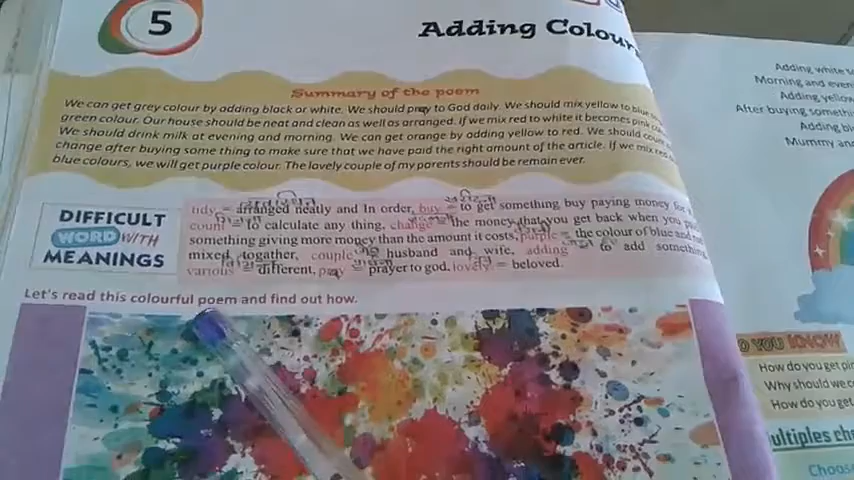 5
Adding Colour
Summary of the poem
We can get grey colour by adding black or white. We should pray to God daily. We should mix yellow to blue
green colour. Our house should be neat and clean as well as arranged. If we mix red to white it becomes pink
We should drink milk at evening and morning. We can get orange by adding yellow to red. We should count
change after buying some thing to make sure that we have paid the right amount of the article. If we mix red
blue colours, we will get purple colour. The lovely couple of my parents should be remain ever.
DIFFICULT
WORD WITH
MEANINGS
tidy = arranged neatly and In order, buy = to get something buy paying money for
count = to calculate any thing, change = the money that you get back when you
something giving more money than the amount it costs, purple = the colour of blue and
mixed together, couple = husband and wife, adding = to add something
various = different, pray = prayer to god, lovely = beloved.
Let's read this colourful poem and find out how.
Adding white
Morning and
Adding
After buying
Adding
Mummy and
YOU KNOW
How do you get
Why should we
How do you get
Choose